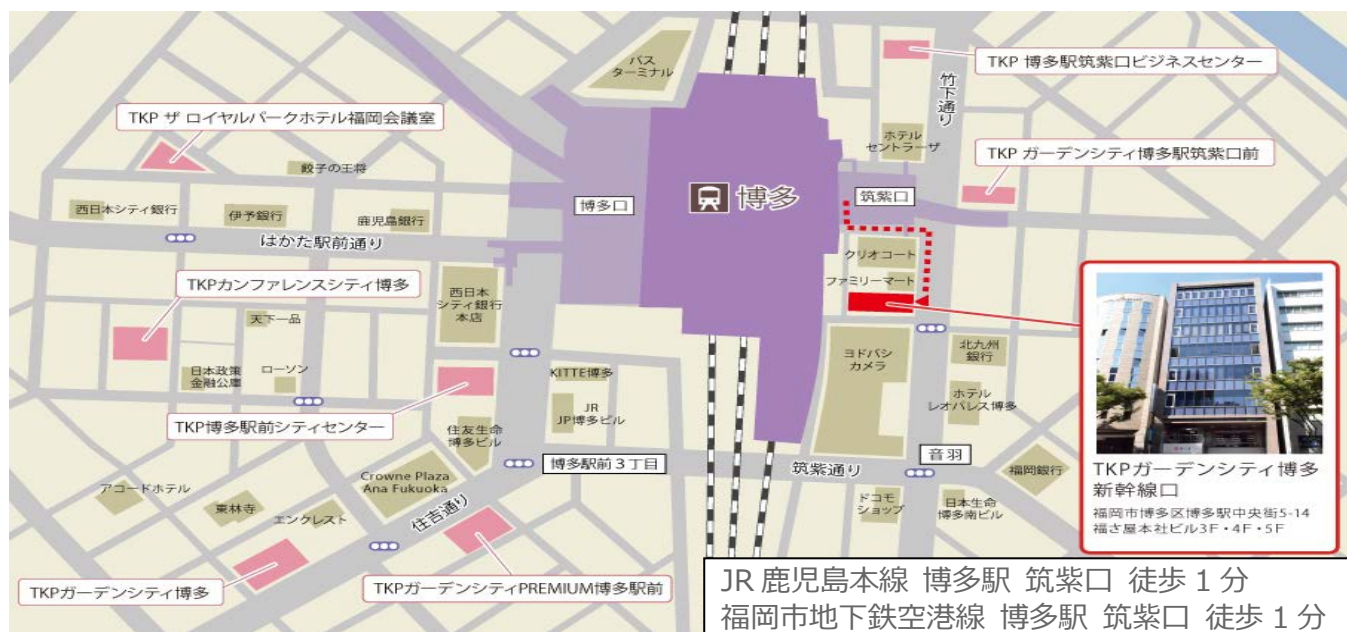 バス
ターミナル
TKP 博多駅筑紫口ビジネスセンター
竹下通り
TKP ザ ロイヤルパークホテル福岡会議室
ホテル
セントラーザ
TKP ガーデンシティ博多駅筑紫口前
餃子の王将
博多
筑紫口
博多口
西日本シティ銀行
伊予銀行
鹿児島銀行
はかた駅前通り
クリオコート
ファミリーマート
TKPカンファレンスシティ博多
西日本
シティ銀行
本店
天下一品
ヨドバシ
カメラ
北九州
銀行
日本政策
金融公庫
ローソン
KITTE博多
ホテル
レオパレス博多
JR
JP博多ビル
TKP博多駅前シティセンター
住友生命
博多ビル
博多駅前3丁目
筑紫通り
音羽
福岡銀行
Crowne Plaza
Ana Fukuoka
アコードホテル
東林寺
エンクレスト
住吉通り
ドコモ
ショップ
日本生命
博多南ビル
TKPガーデンシティ博多
TKPガーデンシティPREMIUM博多駅前
TKPガーデンシティ博多
新幹線口
福岡市博多区博多駅中央街5-14
福さ屋本社ビル3F・4F・5F
JR 鹿児島本線 博多駅 筑紫口 徒歩 1 分
福岡市地下鉄空港線 博多駅 筑紫口 徒歩 1 分